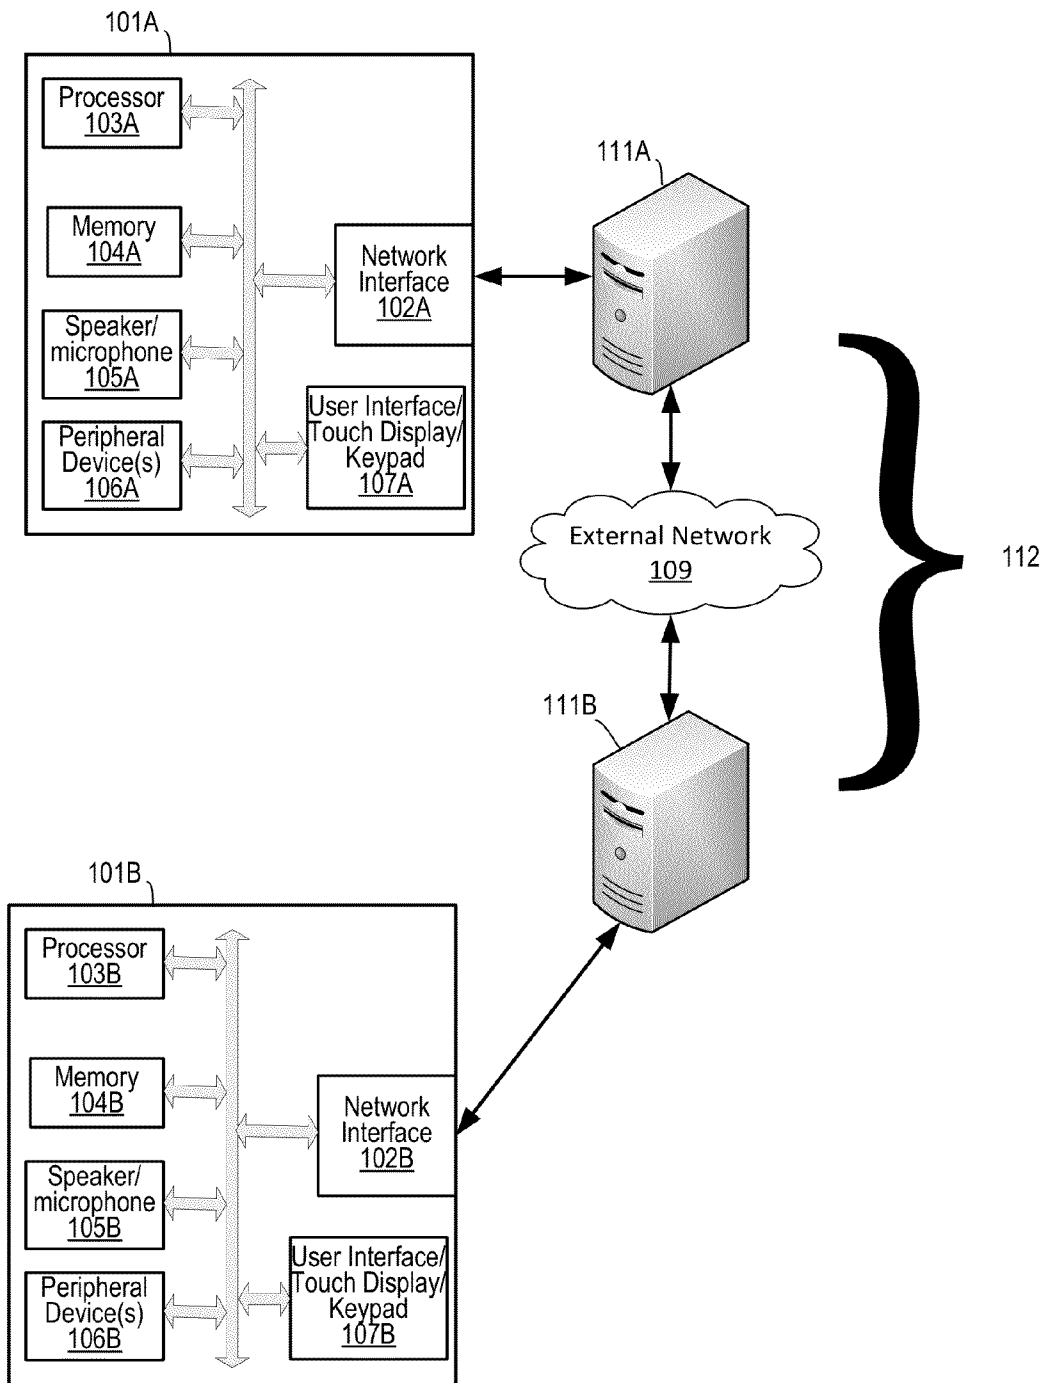 101A
Processor
103A
Memory
104A
Speaker/
microphone
105A
Peripheral
Device(s)
106A
Network
Interface
102A
User Interface/
Touch Display/
Keypad
107A
111A
External Network
109
112
111B
101B
Processor
103B
Memory
104B
Speaker/
microphone
105B
Peripheral
Device(s)
106B
Network
Interface
102B
User Interface/
Touch Display/
Keypad
107B